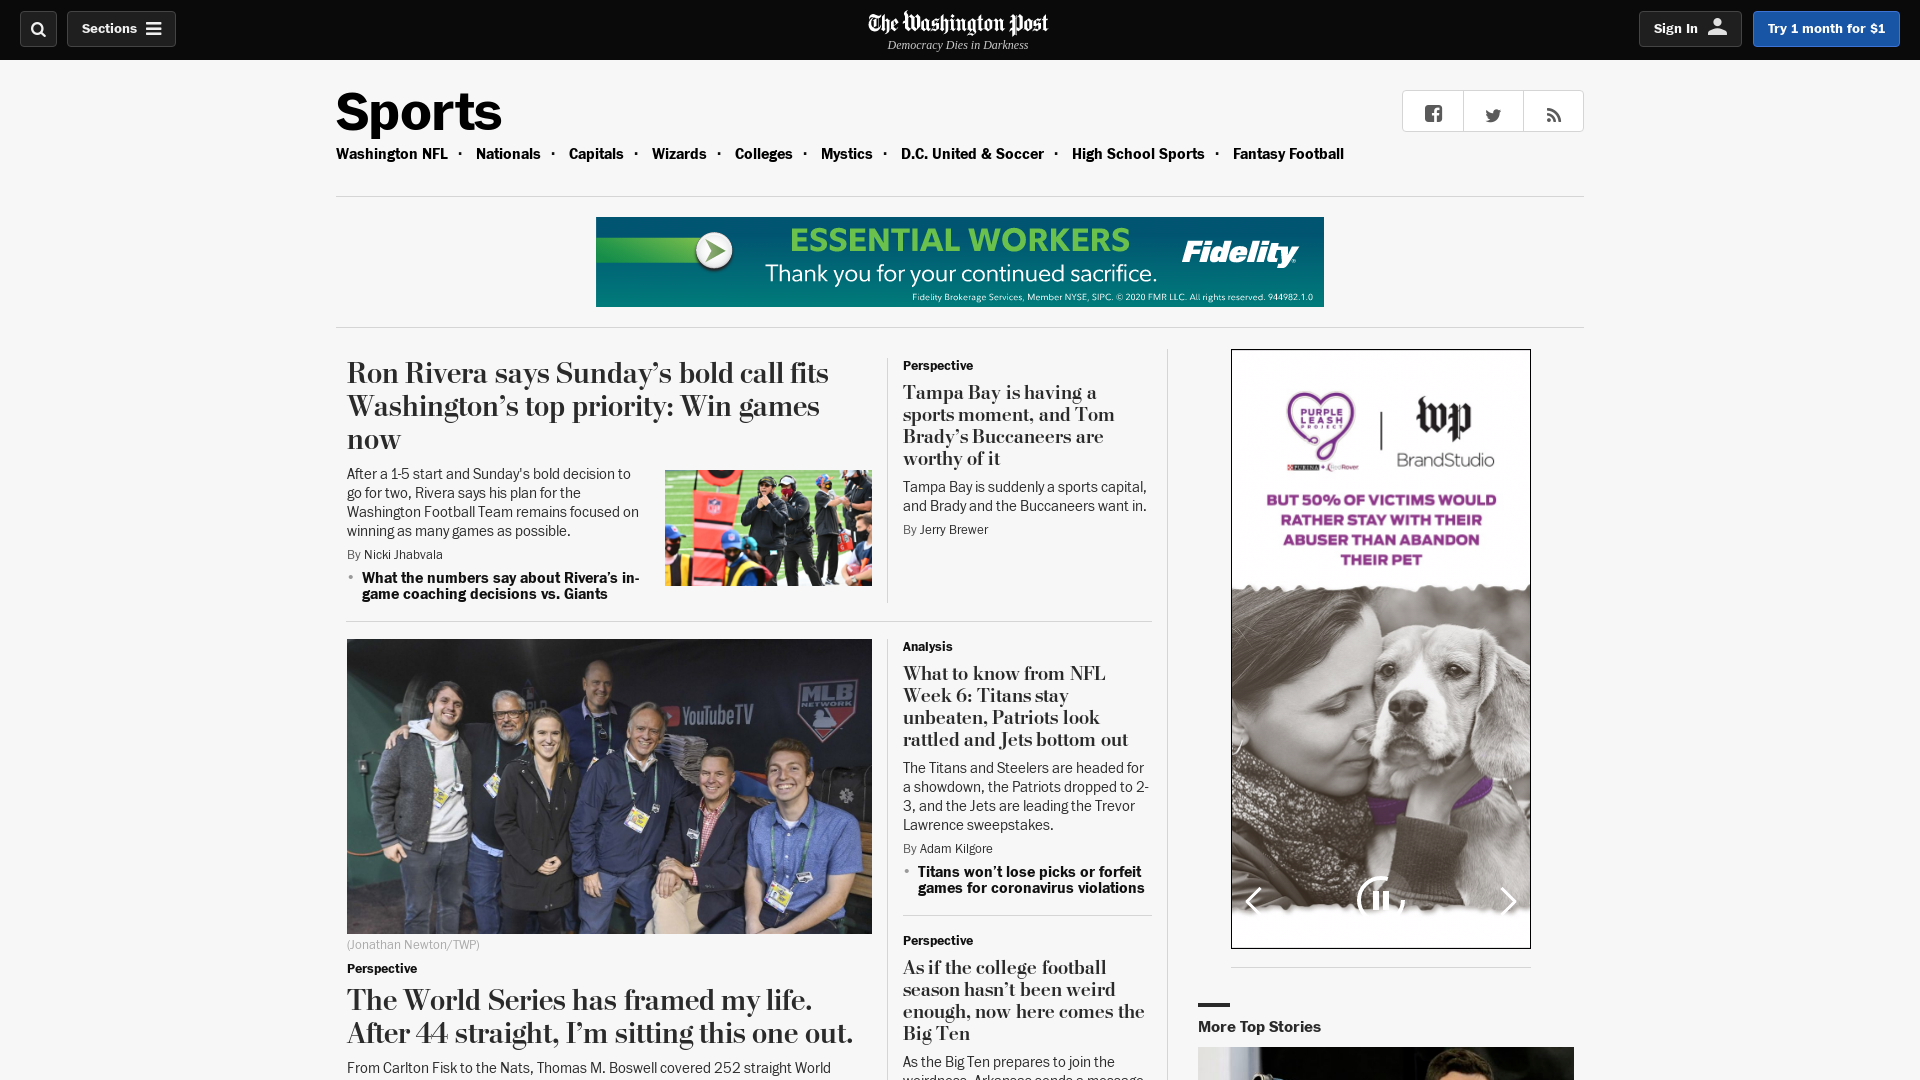 Sections
The Washington Post
Democracy Dies in Darkness
Sign In
Try 1 month for $1
Sports
Washington NFL · Nationals · Capitals · Wizards · Colleges · Mystics · D.C. United & Soccer · High School Sports · Fantasy Football
ESSENTIAL WORKERS
Thank you for your continued sacrifice.
Fidelity
Fidelity Brokerage Services, Member NYSE, SIPC. © 2020 FMR LLC. All rights reserved. 944982.1.0
Ron Rivera says Sunday’s bold call fits
Washington’s top priority: Win games
now
After a 1-5 start and Sunday's bold decision to
go for two, Rivera says his plan for the
Washington Football Team remains focused on
winning as many games as possible.
By Nicki Jhabvala
• What the numbers say about Rivera’s in-
game coaching decisions vs. Giants
Perspective
Tampa Bay is having a
sports moment, and Tom
Brady’s Buccaneers are
worthy of it
Tampa Bay is suddenly a sports capital,
and Brady and the Buccaneers want in.
By Jerry Brewer
YouTubeTV
MLB
NETWORK
(Jonathan Newton/TWP)
Perspective
The World Series has framed my life.
After 44 straight, I’m sitting this one out.
From Carlton Fisk to the Nats, Thomas M. Boswell covered 252 straight World
Analysis
What to know from NFL
Week 6: Titans stay
unbeaten, Patriots look
rattled and Jets bottom out
The Titans and Steelers are headed for
a showdown, the Patriots dropped to 2-
3, and the Jets are leading the Trevor
Lawrence sweepstakes.
By Adam Kilgore
• Titans won’t lose picks or forfeit
games for coronavirus violations
Perspective
As if the college football
season hasn’t been weird
enough, now here comes the
Big Ten
As the Big Ten prepares to join the
weirdness, Arkansas sends a message
PURPLE
LEASH
PROJECT
PURINA + RedRover
wp
BrandStudio
BUT 50% OF VICTIMS WOULD
RATHER STAY WITH THEIR
ABUSER THAN ABANDON
THEIR PET
More Top Stories